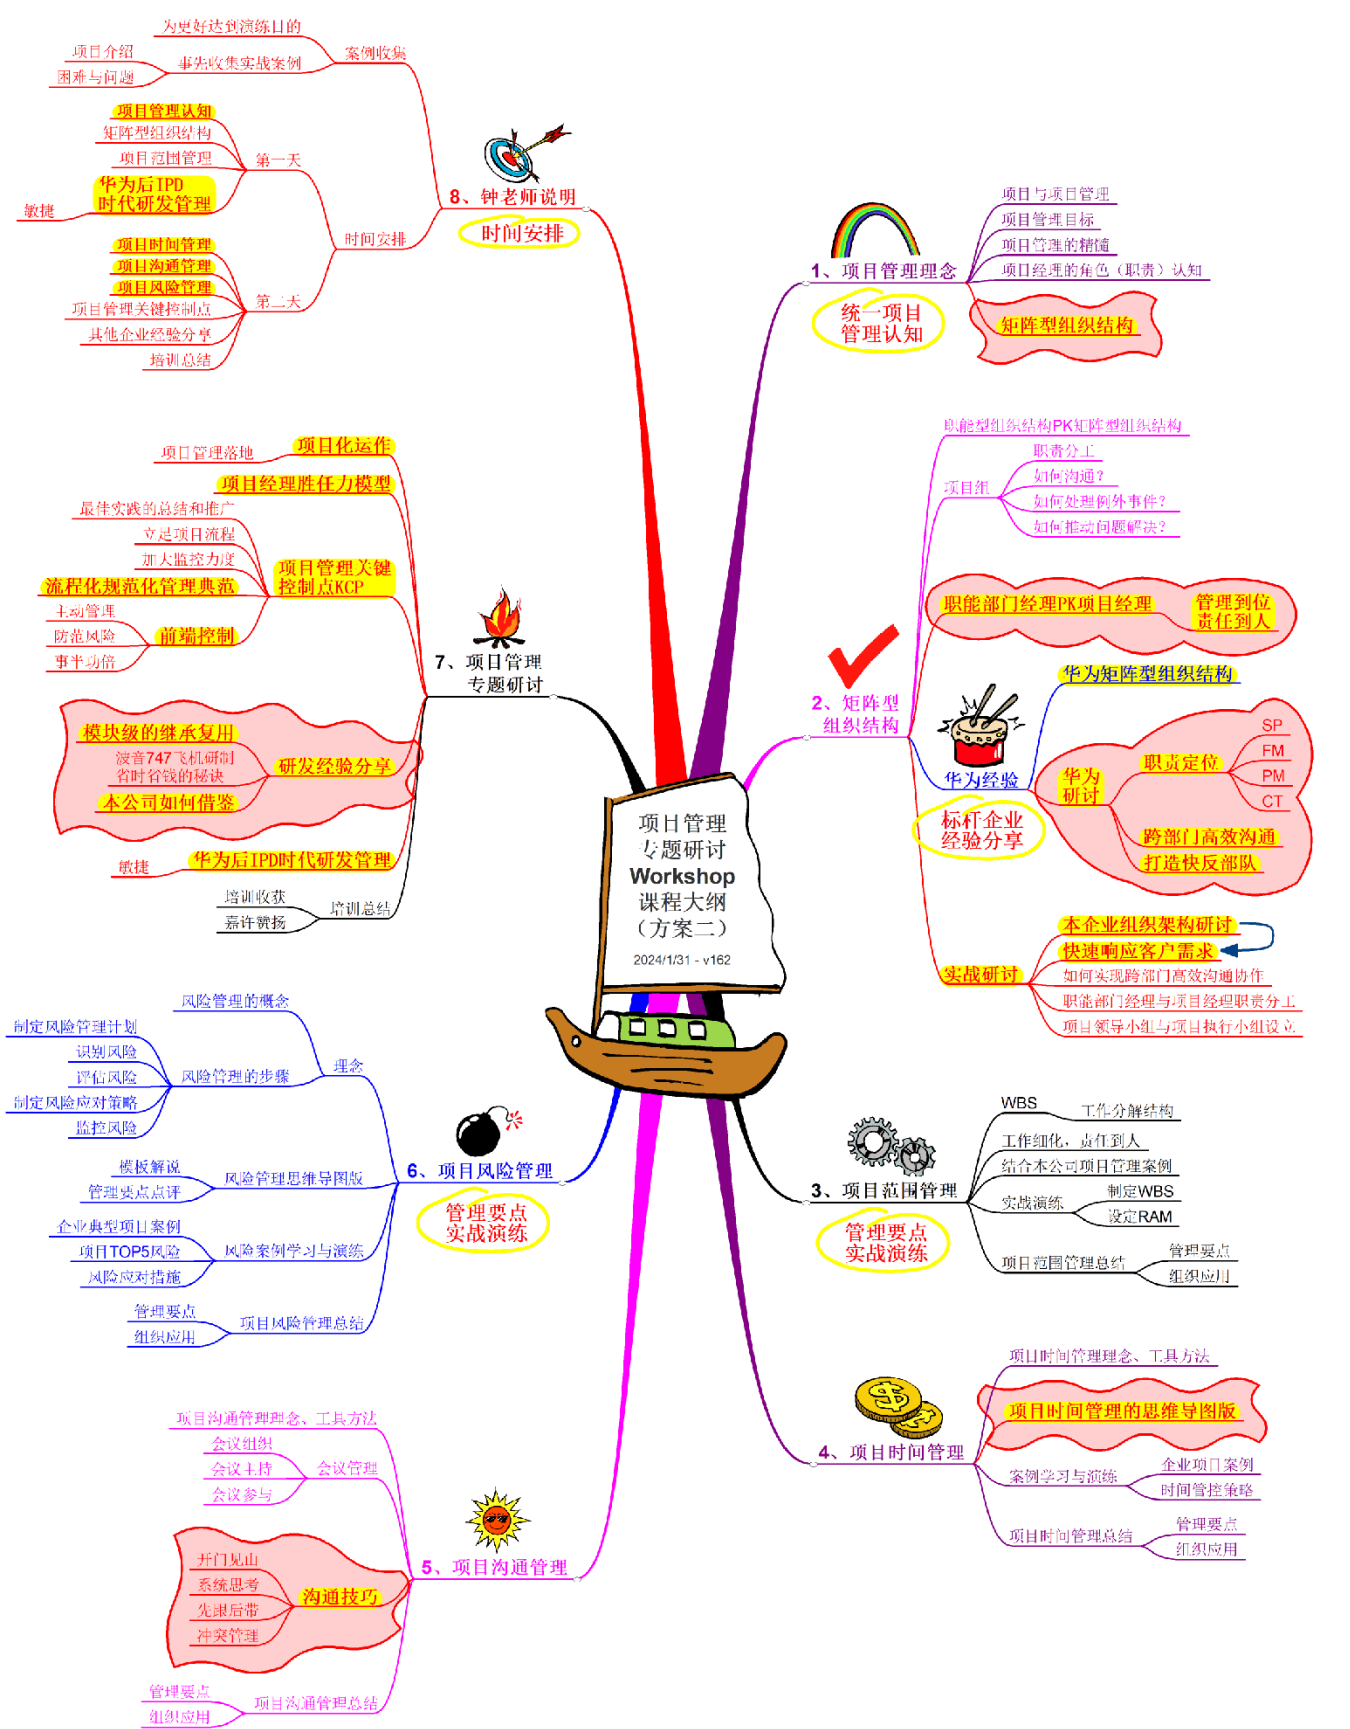 项目管理
专题研讨
Workshop
课程大纲
（方案二）
2024/1/31 - v162
1、项目管理理念
统一项目
管理认知
项目与项目管理
项目管理目标
项目管理的精髓
项目经理的角色（职责）认知
矩阵型组织结构
2、矩阵型
组织结构
职能型组织结构PK矩阵型组织结构
项目组
职责分工
如何沟通?
如何处理例外事件?
如何推动问题解决?
职能部门经理PK项目经理
管理到位
责任到人
华为经验
标杆企业
经验分享
华为矩阵型组织结构
华为
研讨
职责定位
SP
FM
PM
CT
跨部门高效沟通
打造快反部队
实战研讨
本企业组织架构研讨
快速响应客户需求
如何实现跨部门高效沟通协作
职能部门经理与项目经理职责分工
项目领导小组与项目执行小组设立
3、项目范围管理
管理要点
实战演练
WBS
工作分解结构
工作细化，责任到人
结合本公司项目管理案例
实战演练
制定WBS
设定RAM
项目范围管理总结
管理要点
组织应用
4、项目时间管理
项目时间管理理念、工具方法
项目时间管理的思维导图版
案例学习与演练
企业项目案例
时间管控策略
项目时间管理总结
管理要点
组织应用
5、项目沟通管理
项目沟通管理理念、工具方法
会议管理
会议组织
会议主持
会议参与
沟通技巧
开门见山
系统思考
先跟后带
冲突管理
项目沟通管理总结
管理要点
组织应用
6、项目风险管理
管理要点
实战演练
理念
风险管理的概念
风险管理的步骤
制定风险管理计划
识别风险
评估风险
制定风险应对策略
监控风险
风险管理思维导图版
模板解说
管理要点点评
风险案例学习与演练
企业典型项目案例
项目TOP5风险
风险应对措施
项目风险管理总结
管理要点
组织应用
7、项目管理
专题研讨
项目化运作
项目管理落地
项目经理胜任力模型
项目管理关键
控制点KCP
最佳实践的总结和推广
立足项目流程
加大监控力度
流程化规范化管理典范
前端控制
主动管理
防范风险
事半功倍
研发经验分享
模块级的继承复用
波音747飞机研制
省时省钱的秘诀
本公司如何借鉴
华为后IPD时代研发管理
敏捷
培训总结
培训收获
嘉许赞扬
8、钟老师说明
时间安排
案例收集
为更好达到演练目的
事先收集实战案例
项目介绍
困难与问题
时间安排
第一天
项目管理认知
矩阵型组织结构
项目范围管理
华为后IPD
时代研发管理
敏捷
第二天
项目时间管理
项目沟通管理
项目风险管理
项目管理关键控制点
其他企业经验分享
培训总结